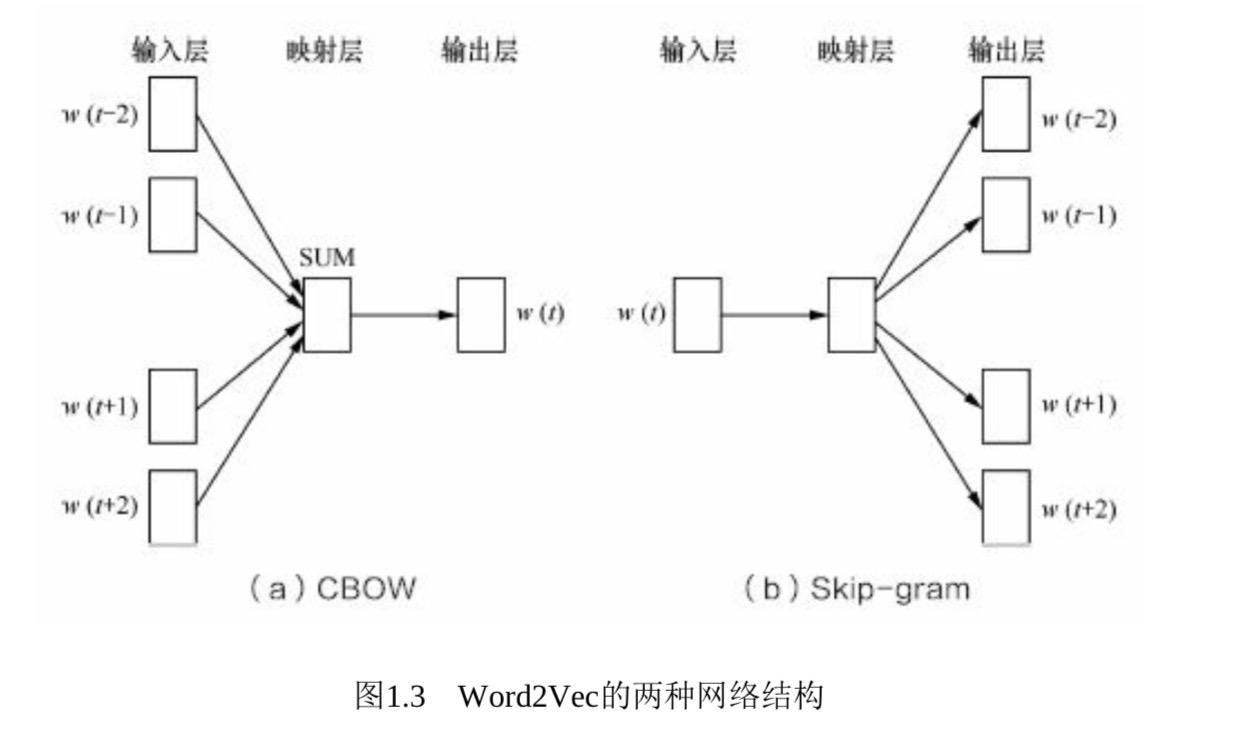 输入层 映射层 输出层 输入层 映射层 输出层
w (t−2) w (t−2)
w (t−1) w (t−1)
SUM
w (t) w (t)
w (t+1) w (t+1)
w (t+2) w (t+2)
(a) CBOW (b) Skip-gram
图1.3 Word2Vec的两种网络结构